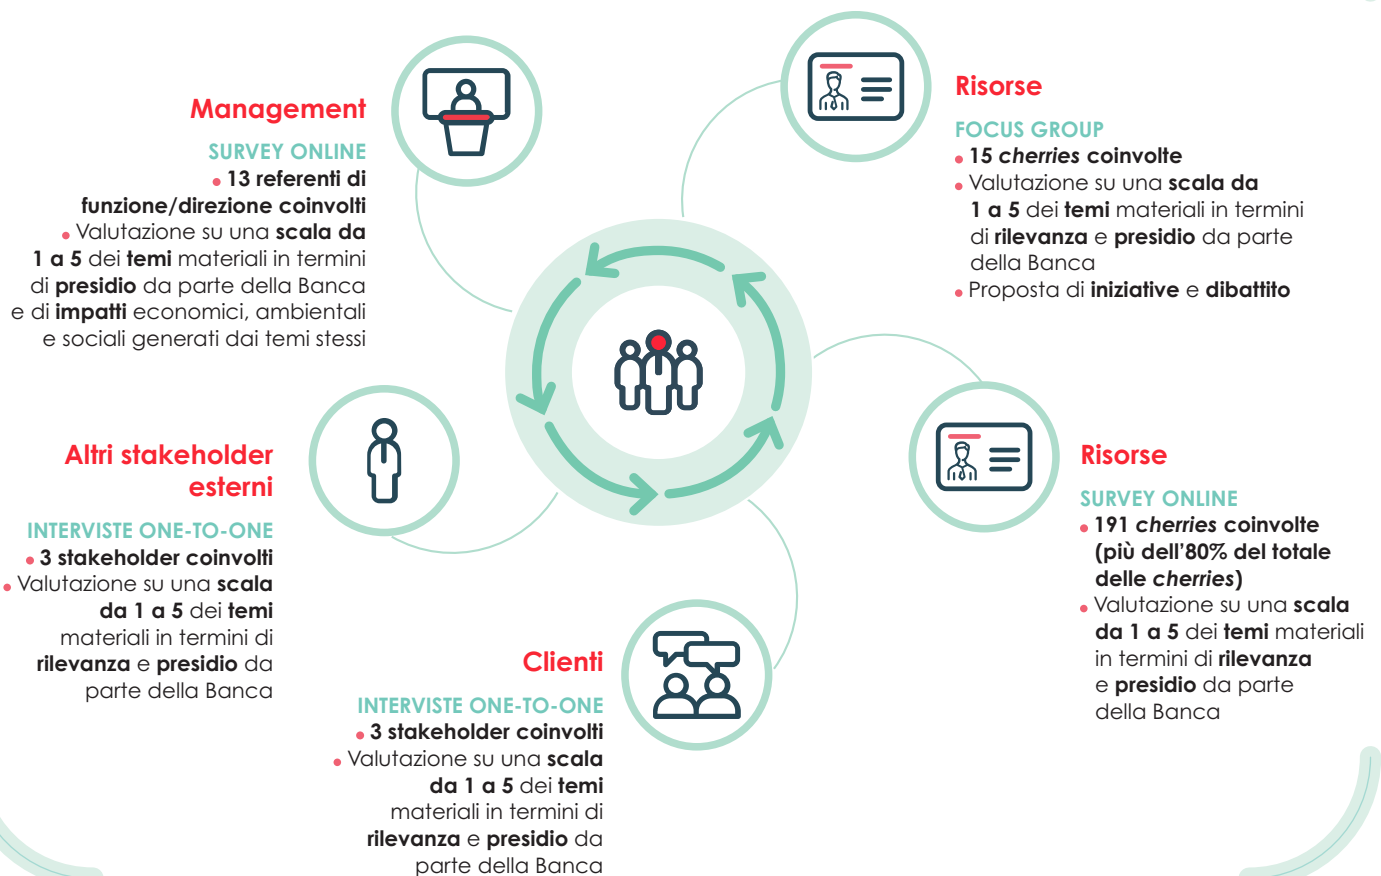 Management
SURVEY ONLINE
• 13 referenti di
funzione/direzione coinvolti
• Valutazione su una scala da
1 a 5 dei temi materiali in termini
di presidio da parte della Banca
e di impatti economici, ambientali
e sociali generati dai temi stessi
Risorse
FOCUS GROUP
• 15 cherries coinvolte
• Valutazione su una scala da
1 a 5 dei temi materiali in termini
di rilevanza e presidio da parte
della Banca
• Proposta di iniziative e dibattito
Altri stakeholder
esterni
INTERVISTE ONE-TO-ONE
• 3 stakeholder coinvolti
• Valutazione su una scala
da 1 a 5 dei temi
materiali in termini di
rilevanza e presidio da
parte della Banca
Risorse
SURVEY ONLINE
• 191 cherries coinvolte
(più dell'80% del totale
delle cherries)
• Valutazione su una scala
da 1 a 5 dei temi materiali
in termini di rilevanza
e presidio da parte
della Banca
Clienti
INTERVISTE ONE-TO-ONE
• 3 stakeholder coinvolti
• Valutazione su una scala
da 1 a 5 dei temi
materiali in termini di
rilevanza e presidio da
parte della Banca